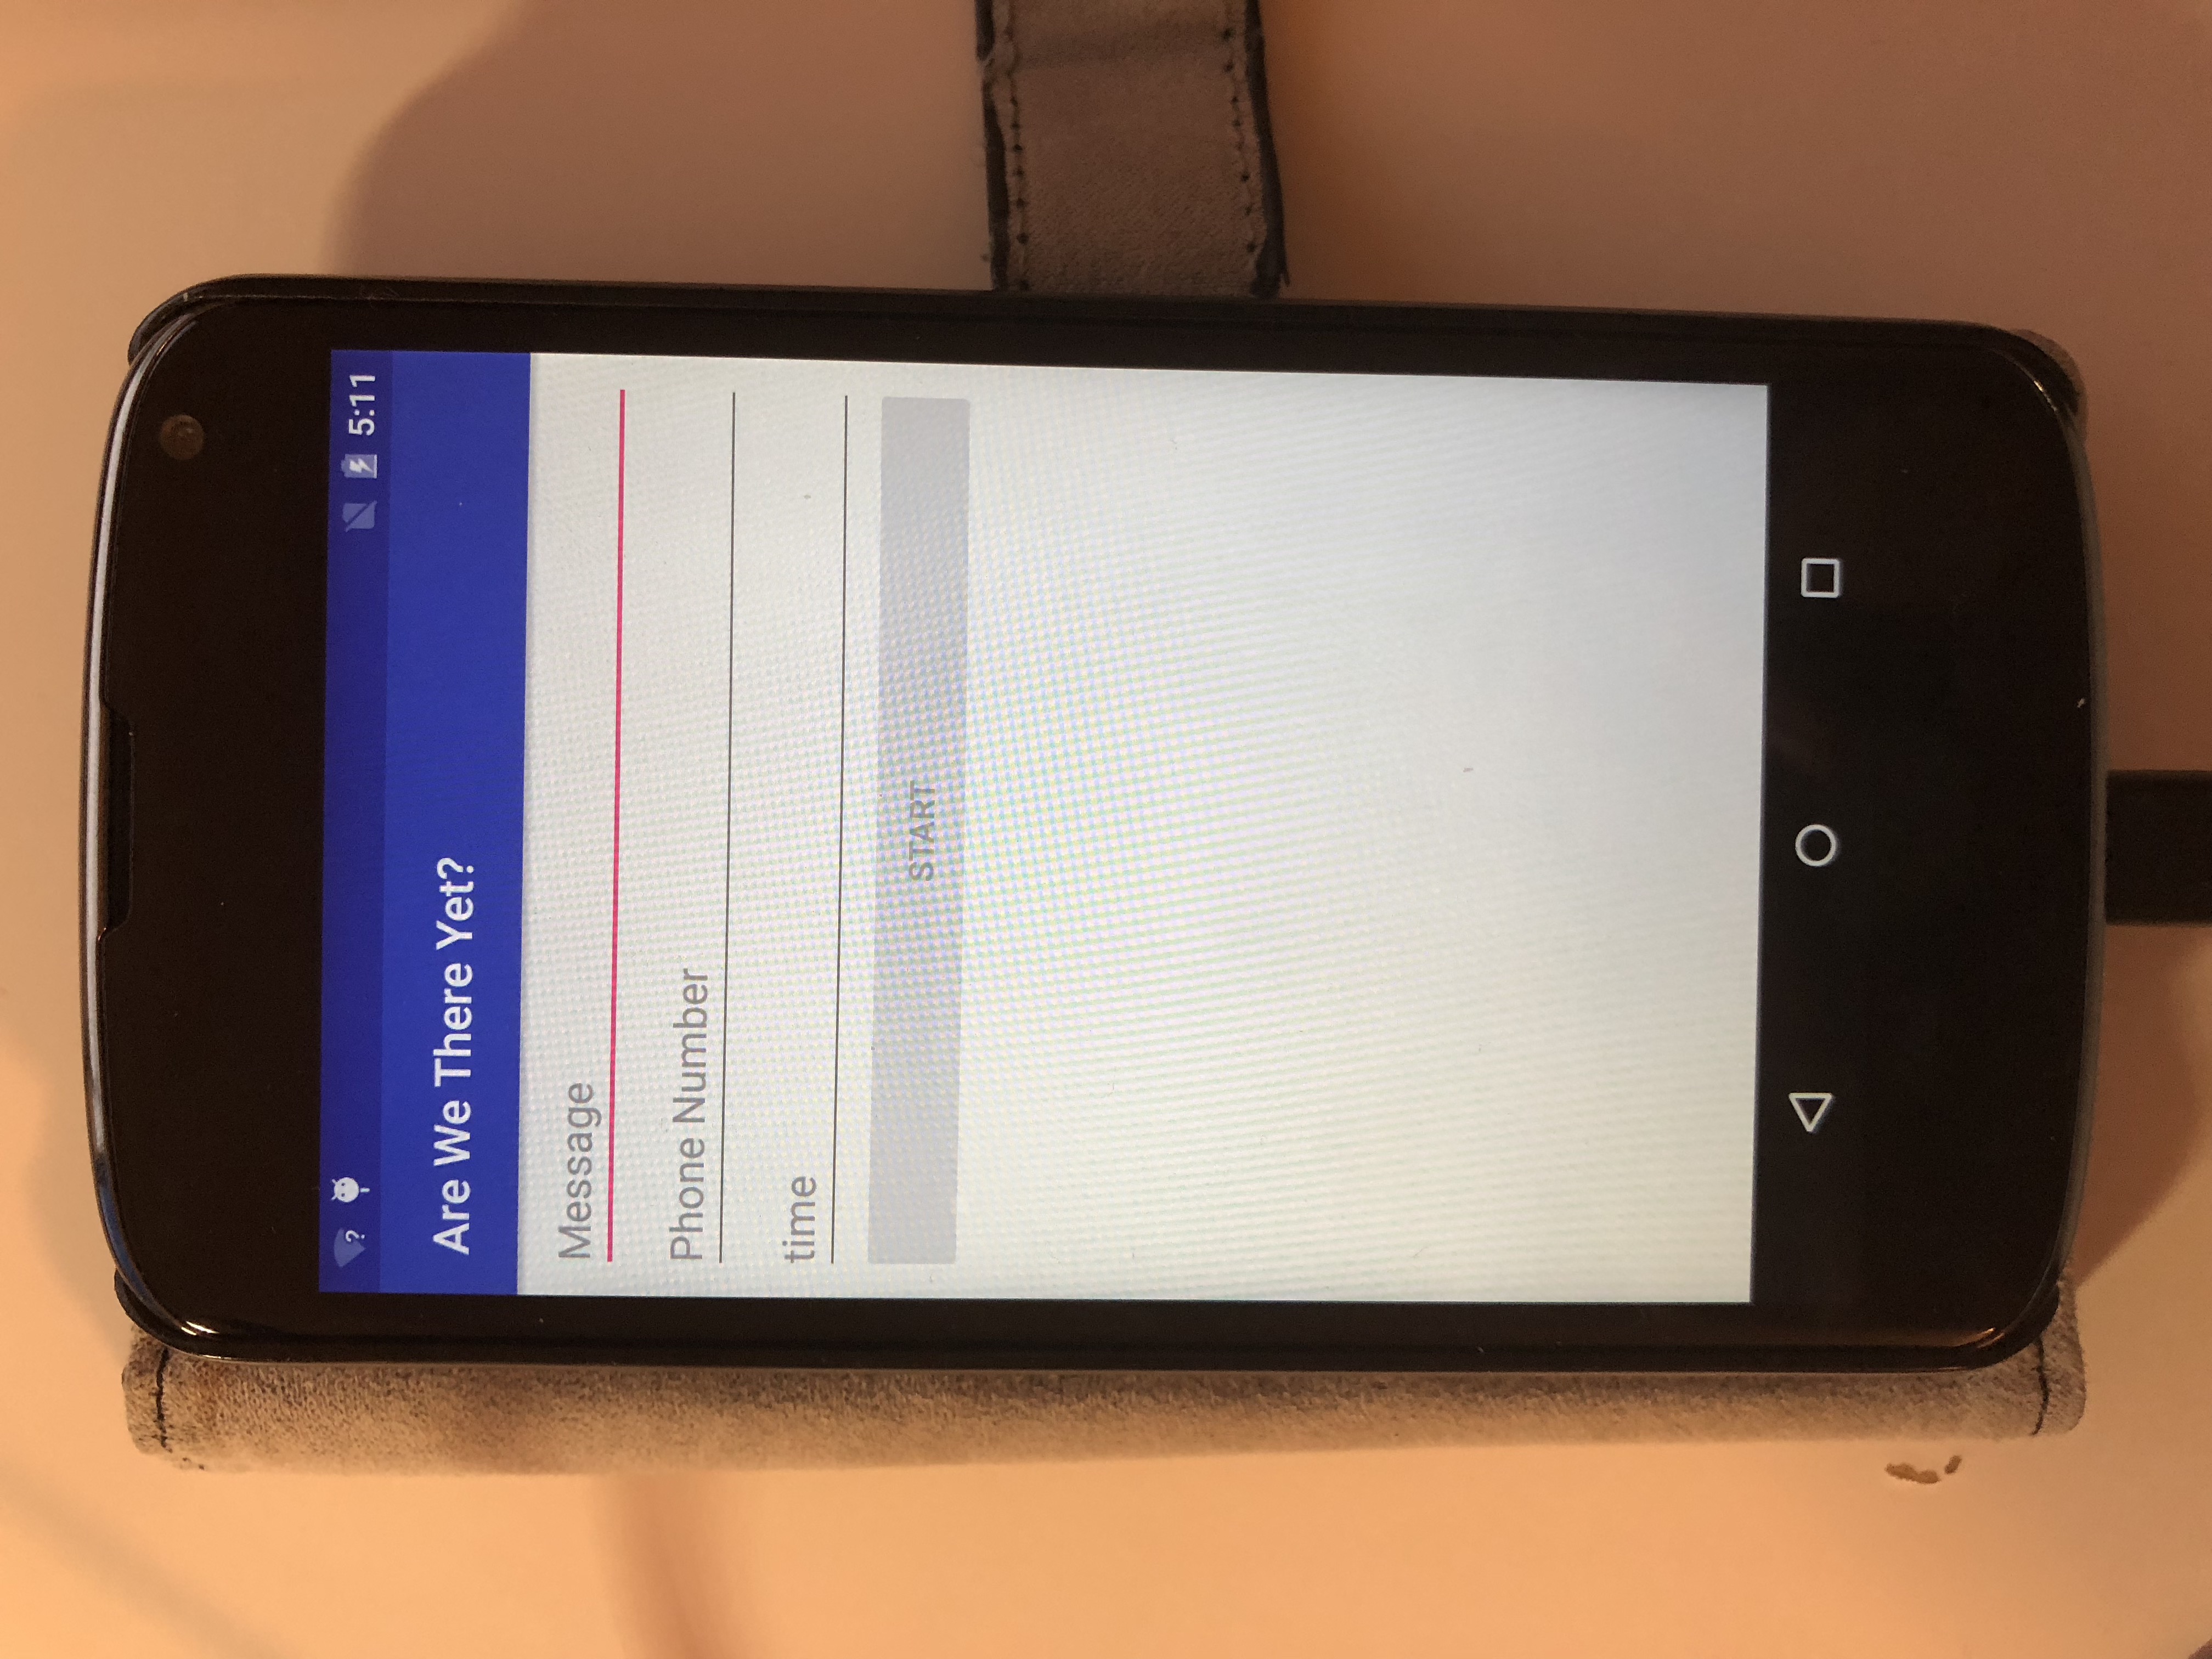 ?
5:11
Are We There Yet?
Message
Phone Number
time
START